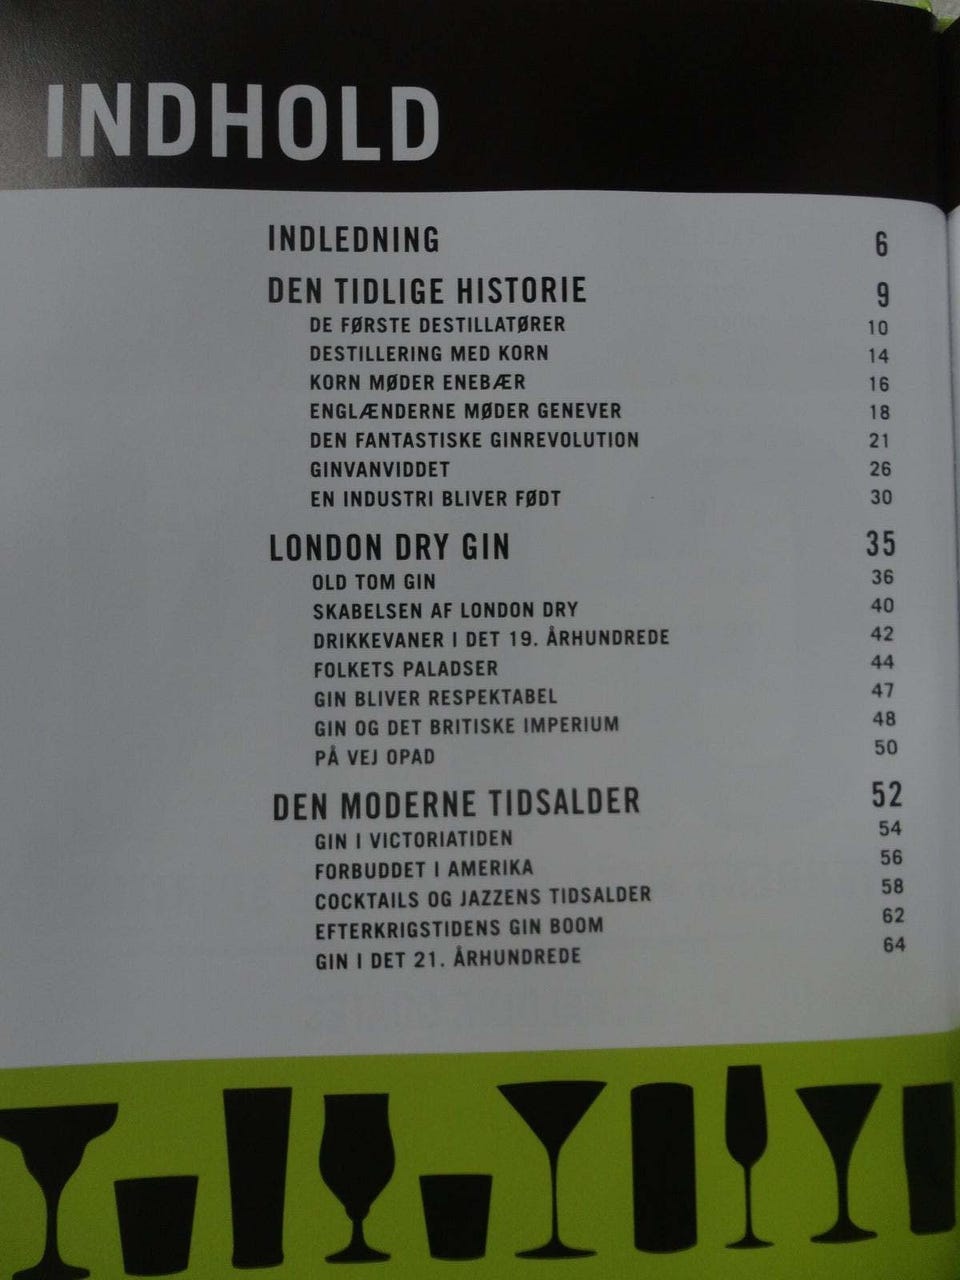 INDHOLD
INDLEDNING 6
DEN TIDLIGE HISTORIE 9
DE FØRSTE DESTILLATØRER 10
DESTILLERING MED KORN 14
KORN MØDER ENEBÆR 16
ENGLÆNDERNE MØDER GENEVER 18
DEN FANTASTISKE GINREVOLUTION 21
GINVANVIDDET 26
EN INDUSTRI BLIVER FØDT 30
LONDON DRY GIN 35
OLD TOM GIN 36
SKABELSEN AF LONDON DRY 40
DRIKKEVANER I DET 19. ÅRHUNDREDE 42
FOLKETS PALADSER 44
GIN BLIVER RESPEKTABEL 47
GIN OG DET BRITISKE IMPERIUM 48
PÅ VEJ OPAD 50
DEN MODERNE TIDSALDER 52
GIN I VICTORIATIDEN 54
FORBUDDET I AMERIKA 56
COCKTAILS OG JAZZENS TIDSALDER 58
EFTERKRIGSTIDENS GIN BOOM 62
GIN I DET 21. ÅRHUNDREDE 64